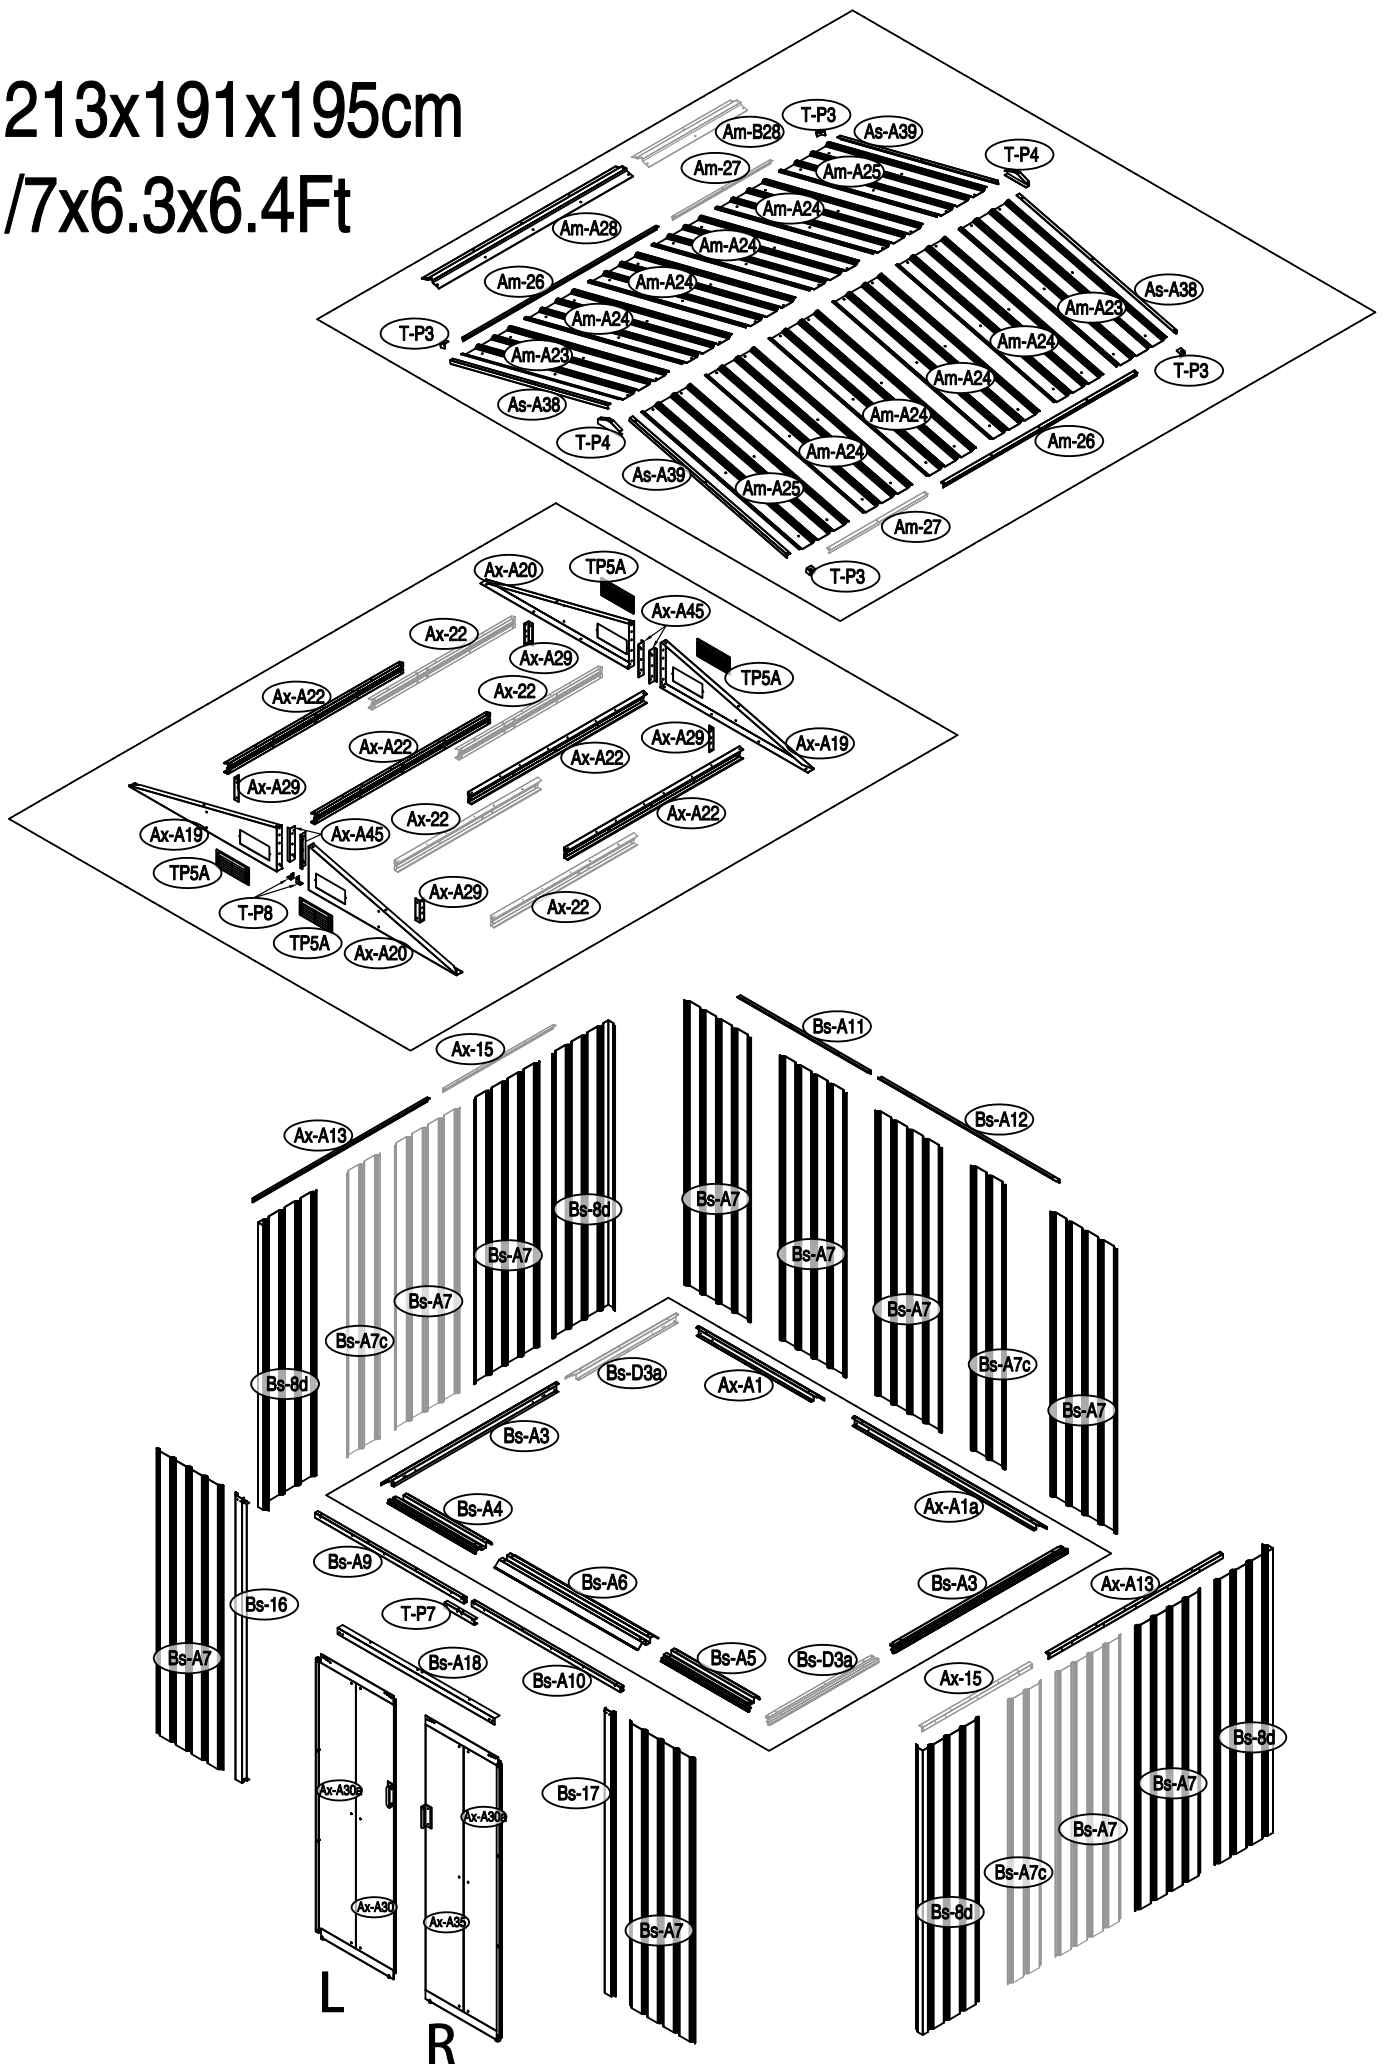 213x191x195cm
/7x6.3x6.4Ft
Am-B28
T-P3
As-A39
T-P4
Am-27
Am-A25
Am-A24
Am-A28
Am-A24
Am-26
Am-A24
As-A38
Am-A23
T-P3
Am-A24
Am-A24
Am-A23
T-P3
Am-A24
As-A38
Am-A24
T-P4
Am-26
Am-A24
As-A39
Am-A25
Am-27
T-P3
Ax-A20
TP5A
Ax-A45
Ax-22
Ax-A29
TP5A
Ax-A22
Ax-22
Ax-A29
Ax-A19
Ax-A22
Ax-A22
Ax-A29
Ax-22
Ax-A22
Ax-A19
Ax-A45
TP5A
Ax-A29
T-P8
Ax-22
TP5A
Ax-A20
Bs-A11
Ax-15
Bs-A12
Ax-A13
Bs-A7
Bs-8d
Bs-A7
Bs-A7
Bs-A7
Bs-A7
Bs-A7c
Bs-A7c
Bs-D3a
Ax-A1
Bs-8d
Bs-A7
Bs-A3
Bs-A4
Ax-A1a
Bs-A9
Bs-A6
Bs-A3
Ax-A13
Bs-16
T-P7
Bs-A7
Bs-A5
Bs-D3a
Bs-A18
Bs-A10
Ax-15
Bs-8d
Bs-A7
Ax-A30a
Bs-17
Ax-A30a
Bs-A7
Bs-A7c
Ax-A30
Bs-8d
Ax-A35
Bs-A7
L
R